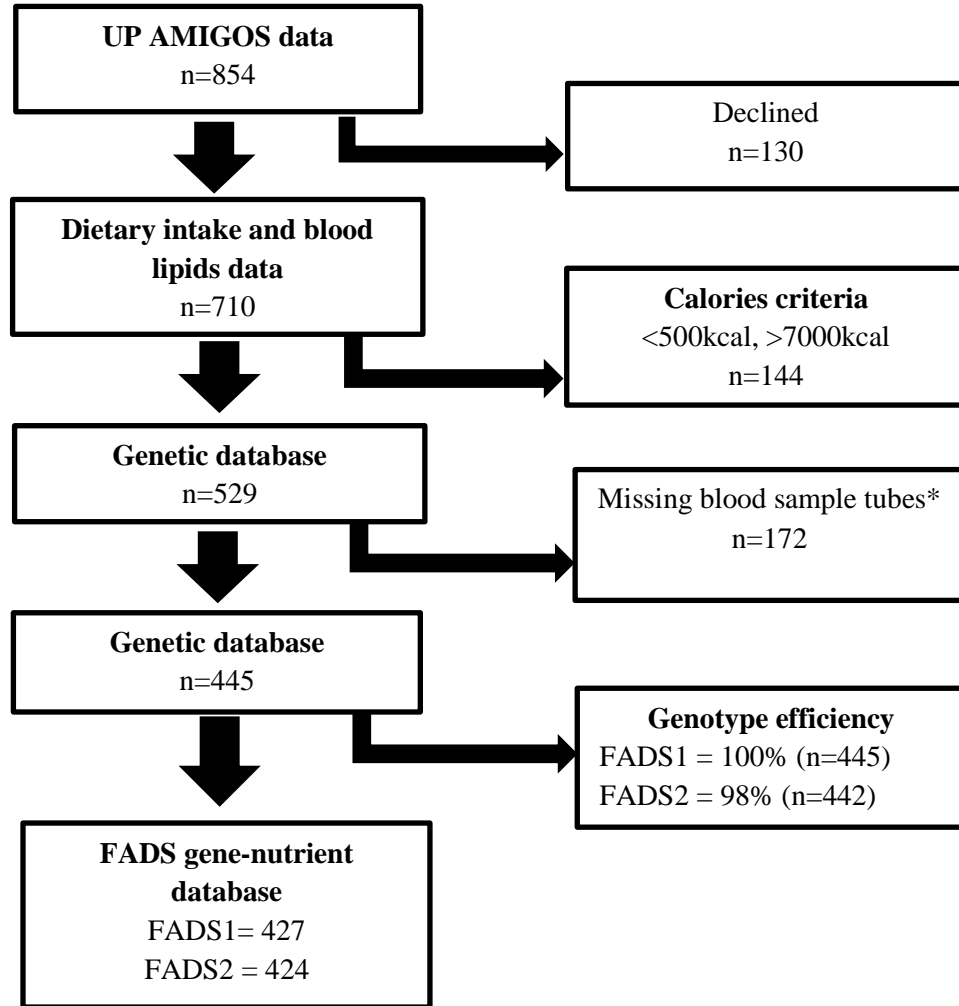 UP AMIGOS data
n=854
Declined
n=130
Dietary intake and blood
lipids data
n=710
Calories criteria
<500kcal, >7000kcal
n=144
Genetic database
n=529
Missing blood sample tubes*
n=172
Genetic database
n=445
Genotype efficiency
FADS1 = 100% (n=445)
FADS2 = 98% (n=442)
FADS gene-nutrient
database
FADS1= 427
FADS2 = 424